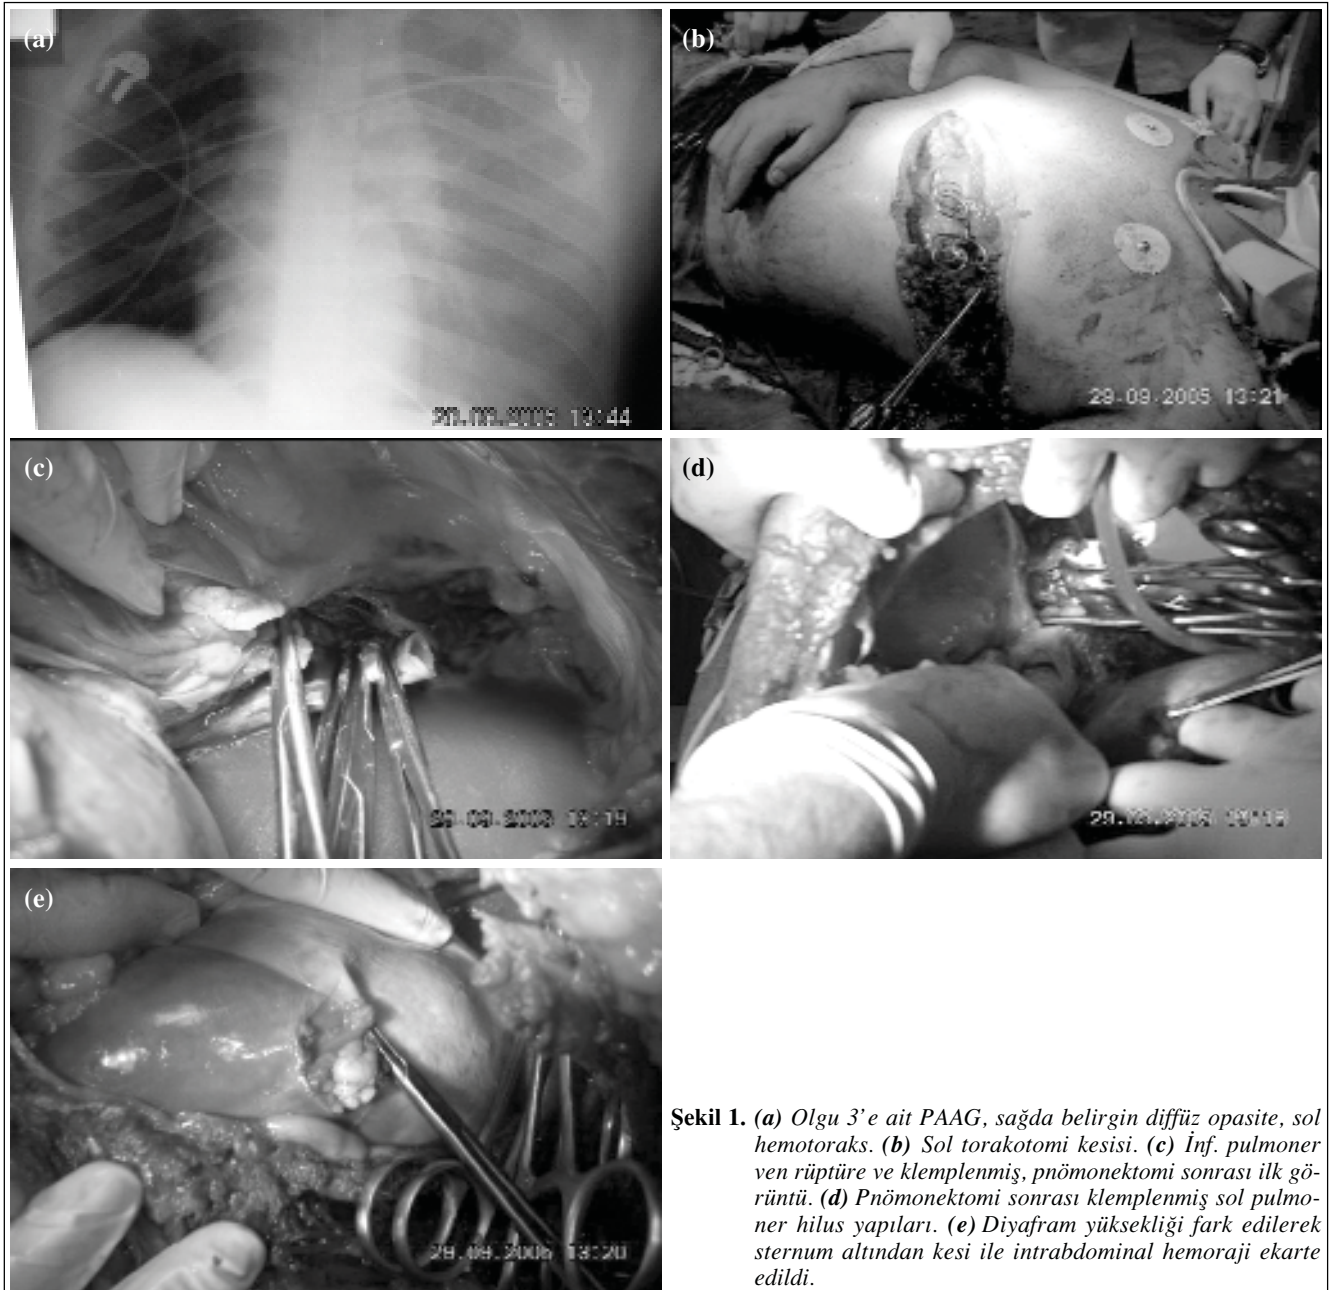 (a)
(b)
29-09-2005 13:21
(c)
(d)
(e)
Şekil 1. (a) Olgu 3'e ait PAAG, sağda belirgin diffüz opasite, sol
hemotoraks. (b) Sol torakotomi kesisi. (c) İnf. pulmoner
ven rüptüre ve klemplenmiş, pnömonektomi sonrası ilk gö-
rüntü. (d) Pnömonektomi sonrası klemplenmiş sol pulmo-
ner hilus yapıları. (e) Diyafram yüksekliği fark edilerek
sternum altından kesi ile intrabdominal hemoraji ekarte
edildi.